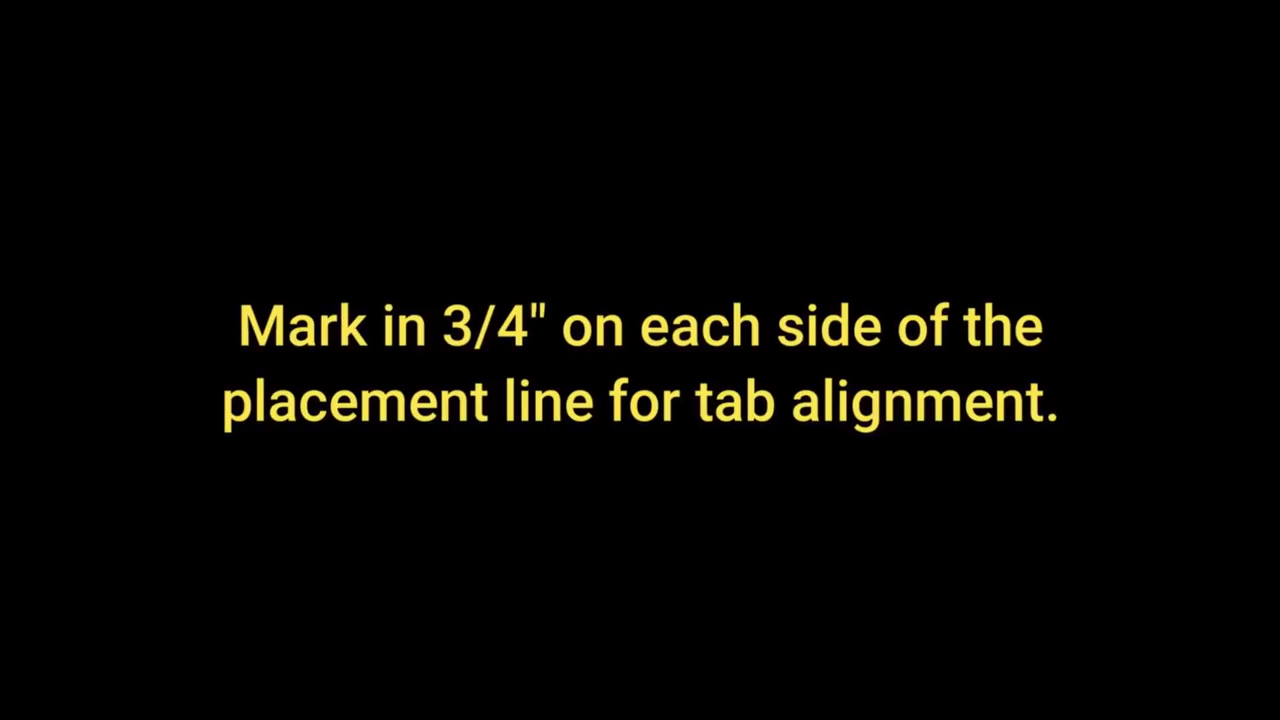 Mark in 3/4" on each side of the
placement line for tab alignment.